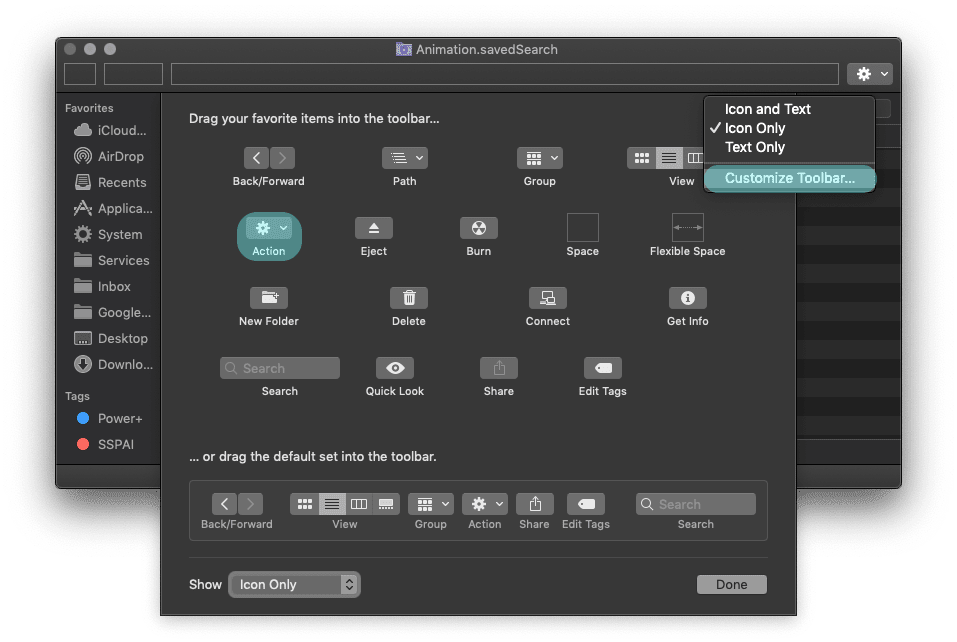 Animation.savedSearch
Favorites
iCloud...
AirDrop
Recents
Applica...
System
Services
Inbox
Google...
Desktop
Downlo...
Tags
Power+
SSPAI
Icon and Text
✓ Icon Only
Text Only
Customize Toolbar...
Drag your favorite items into the toolbar...
Back/Forward Path Group View
Action Eject Burn Space Flexible Space
New Folder Delete Connect Get Info
Search
Search Quick Look Share Edit Tags
... or drag the default set into the toolbar.
Search
Back/Forward View Group Action Share Edit Tags Search
Show Icon Only Done